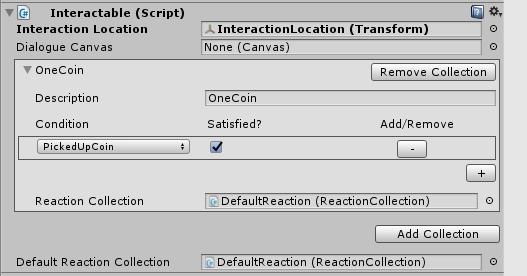 Interactable (Script)
Interaction Location InteractionLocation (Transform)
Dialogue Canvas None (Canvas)
OneCoin Remove Collection
Description OneCoin
Condition Satisfied? Add/Remove
PickedUpCoin -
+
Reaction Collection DefaultReaction (ReactionCollection)
Add Collection
Default Reaction Collection DefaultReaction (ReactionCollection)